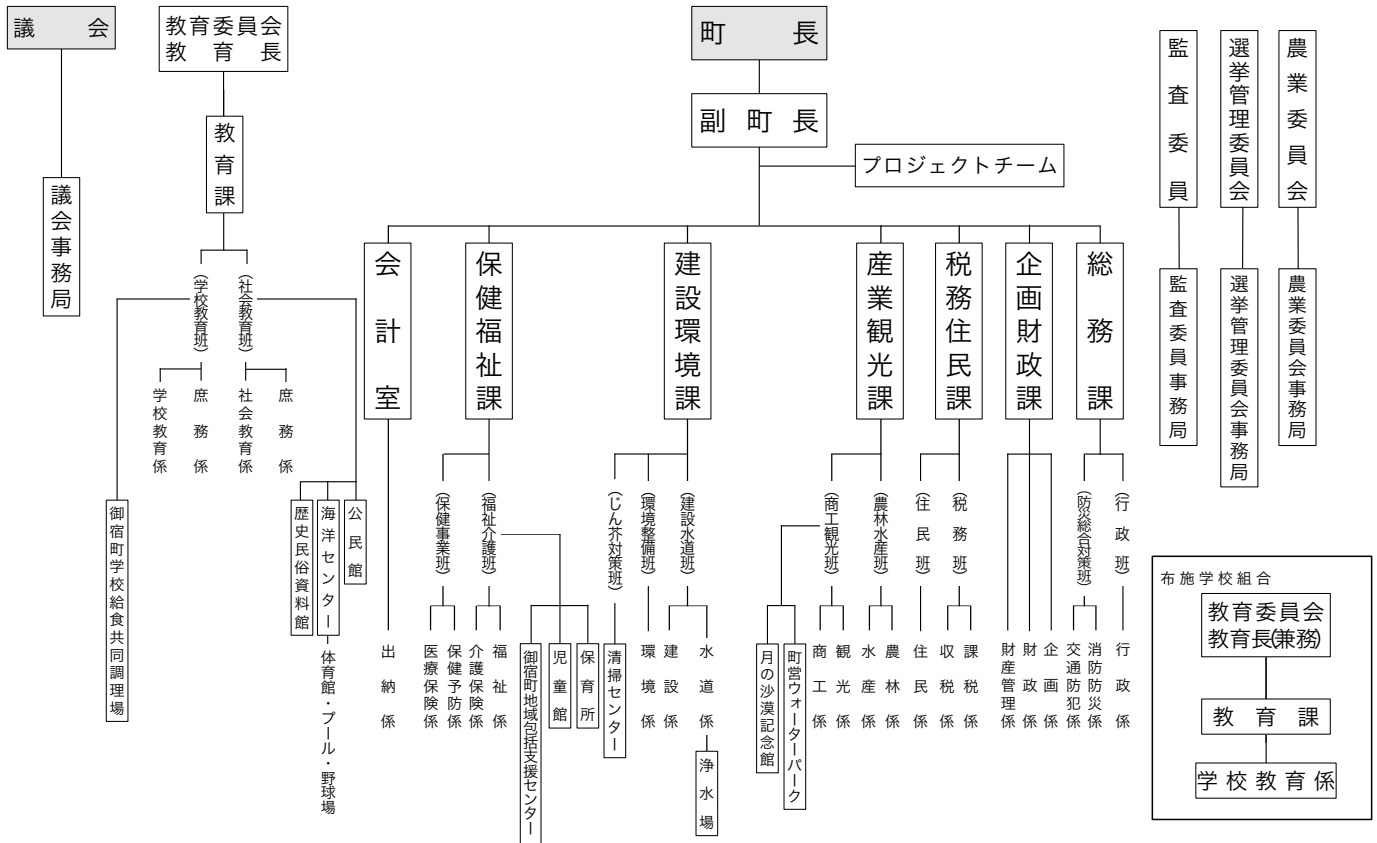 議会
議会事務局
教育委員会
教育長
教育課
(学校教育班)
(社会教育班)
学校教育係
庶務係
社会教育係
庶務係
御宿町学校給食共同調理場
歴史民俗資料館
海洋センター
体育館・プール・野球場
公民館
町長
副町長
プロジェクトチーム
会計室
出納係
保健福祉課
(保健事業班)
(福祉介護班)
医療保険係
保健予防係
介護保険係
福祉係
御宿町地域包括支援センター
児童館
保育所
建設環境課
(じん芥対策班)
(環境整備班)
(建設水道班)
清掃センター
環境係
建設係
水道係
浄水場
産業観光課
(商工観光班)
(農林水産班)
月の沙漠記念館
町営ウォーターパーク
商工係
観光係
水産係
農林係
税務住民課
(住民班)
(税務班)
住民係
収税係
課税係
企画財政課
財産管理係
財政係
企画係
総務課
(防災総合対策班)
(行政班)
交通防犯係
消防防災係
行政係
監査委員
監査委員事務局
選挙管理委員会
選挙管理委員会事務局
農業委員会
農業委員会事務局
布施学校組合
教育委員会
教育長(兼務)
教育課
学校教育係